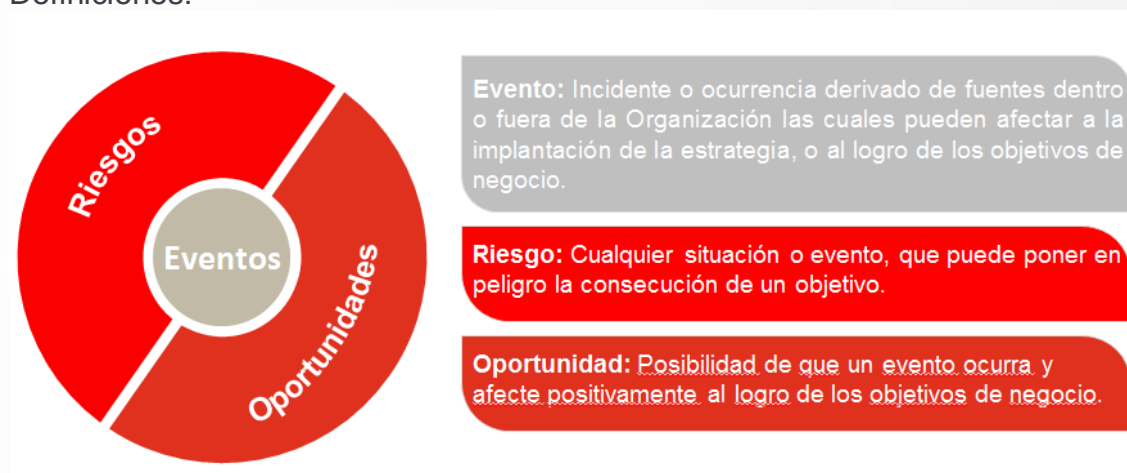 Definiciones:
Riesgos
Eventos
Oportunidades
Evento: Incidente o ocurrencia derivado de fuentes dentro
o fuera de la Organización las cuales pueden afectar a la
implantación de la estrategia, o al logro de los objetivos de
negocio.
Riesgo: Cualquier situación o evento, que puede poner en
peligro la consecución de un objetivo.
Oportunidad: Posibilidad de que un evento ocurra y
afecte positivamente al logro de los objetivos de negocio.